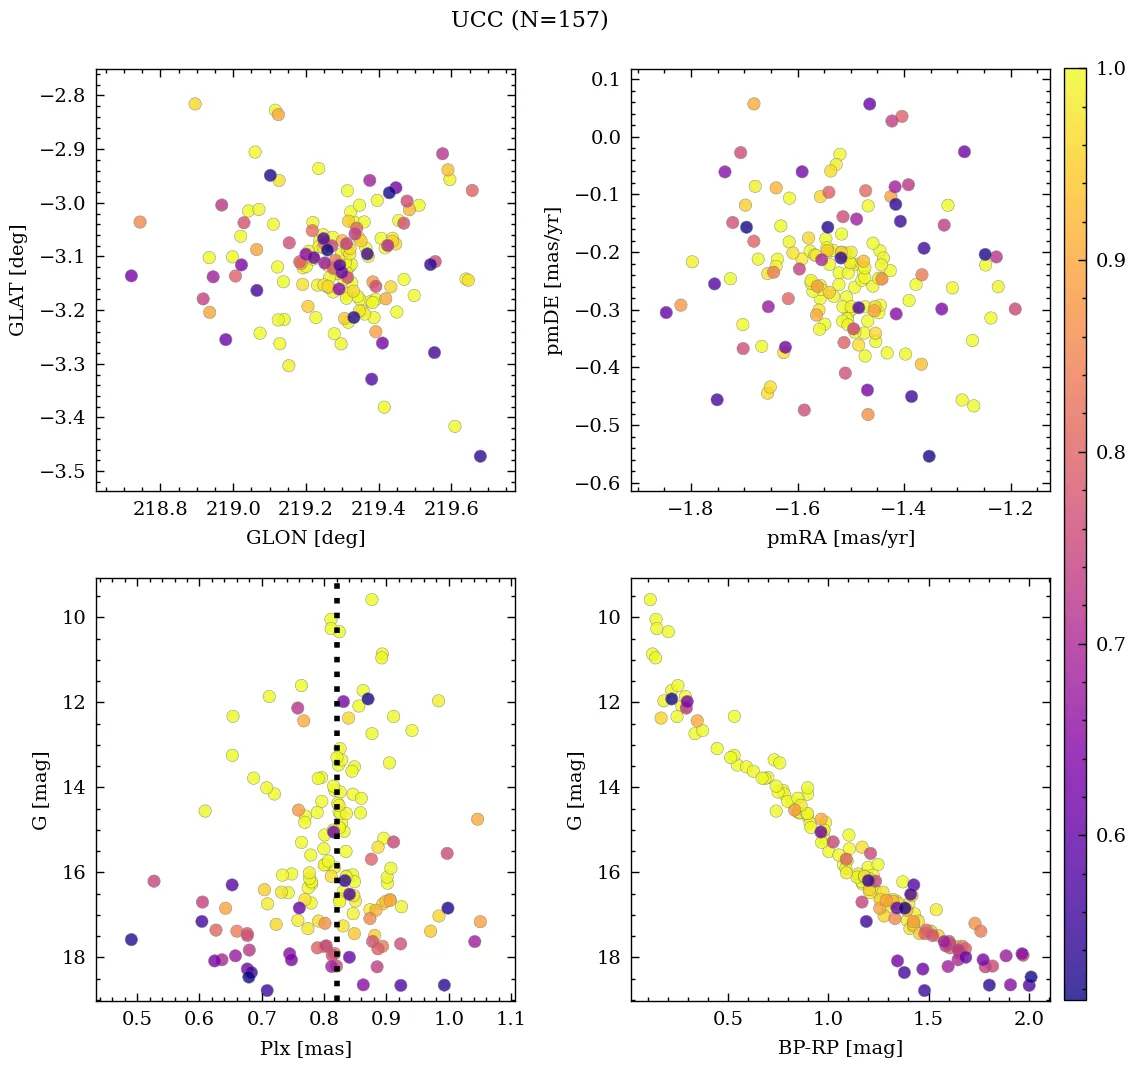 UCC (N=157)
−2.8
−2.9
−3.0
−3.1
−3.2
−3.3
−3.4
−3.5
GLAT [deg]
218.8 219.0 219.2 219.4 219.6
GLON [deg]
0.1
0.0
−0.1
−0.2
−0.3
−0.4
−0.5
−0.6
pmDE [mas/yr]
−1.8 −1.6 −1.4 −1.2
pmRA [mas/yr]
1.0
0.9
0.8
0.7
0.6
10
12
14
16
18
G [mag]
0.5 0.6 0.7 0.8 0.9 1.0 1.1
Plx [mas]
10
12
14
16
18
G [mag]
0.5 1.0 1.5 2.0
BP-RP [mag]